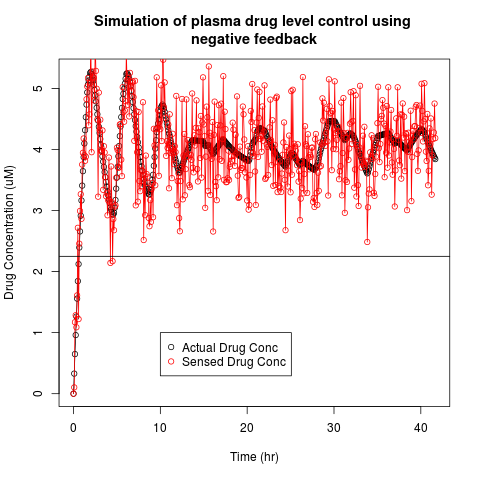 Simulation of plasma drug level control using
negative feedback
Drug Concentration (uM)
5
4
3
2
1
0
Actual Drug Conc
Sensed Drug Conc
0 10 20 30 40
Time (hr)